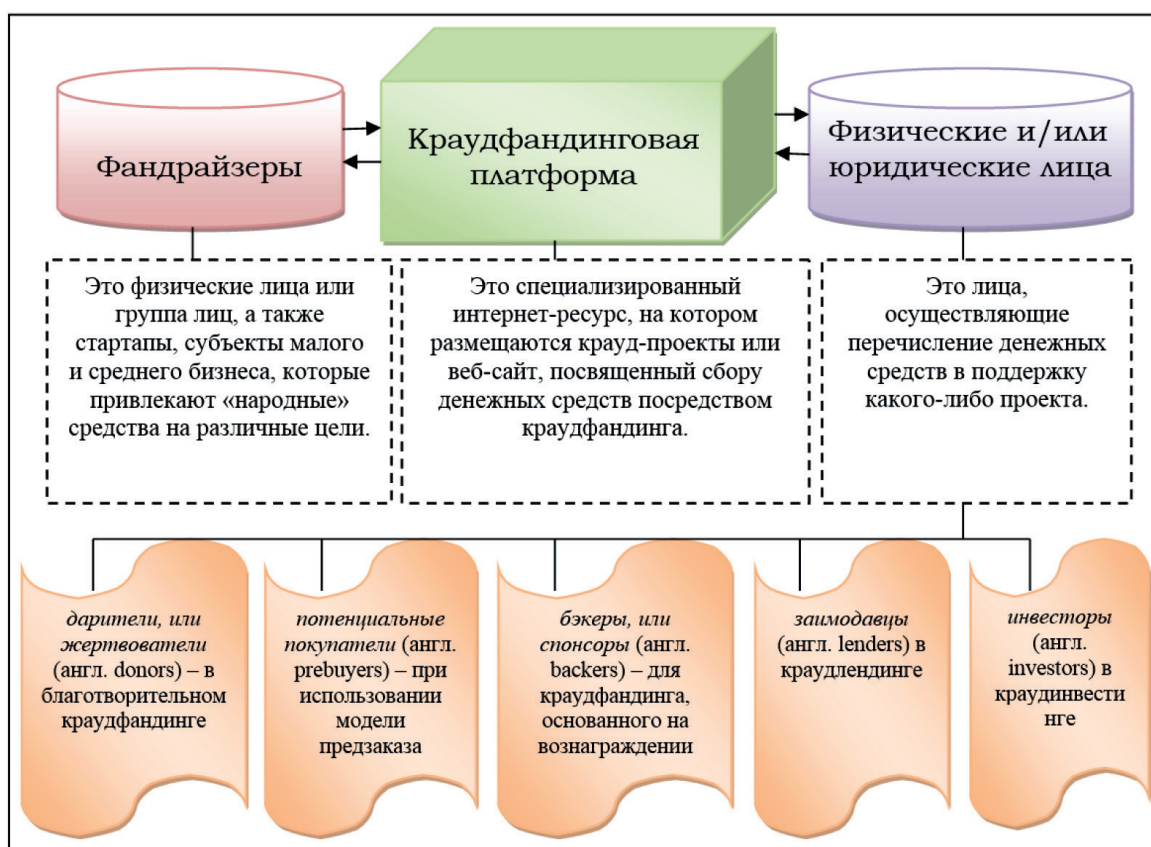 Фандрайзеры
Краудфандинговая
платформа
Физические и/или
юридические лица
Это физические лица или
группа лиц, а также
стартапы, субъекты малого
и среднего бизнеса, которые
привлекают «народные»
средства на различные цели.
Это специализированный
интернет-ресурс, на котором
размещаются крауд-проекты или
веб-сайт, посвященный сбору
денежных средств посредством
краудфандинга.
Это лица,
осуществляющие
перечисление денежных
средств в поддержку
какого-либо проекта.
дарители, или
жертвователи
(англ. donors) – в
благотворительном
краудфандинге
потенциальные
покупатели (англ.
prebuyers) – при
использовании
модели
предзаказа
бэкеры, или
спонсоры (англ.
backers) – для
краудфандинга,
основанного на
вознаграждении
заимодавцы
(англ. lenders) в
краудлендинге
инвесторы
(англ.
investors) в
краудинвести
нге